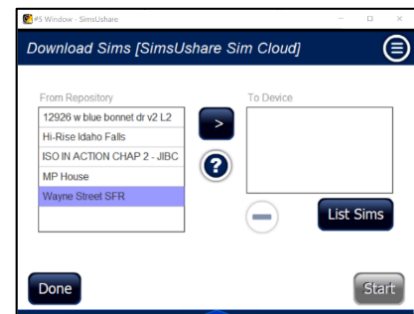 #5 Window - SimsUshare
Download Sims [SimsUshare Sim Cloud]
From Repository
To Device
12926 w blue bonnet dr v2 L2
Hi-Rise Idaho Falls
ISO IN ACTION CHAP 2 - JIBC
MP House
Wayne Street SFR
>
?
List Sims
Done
Start